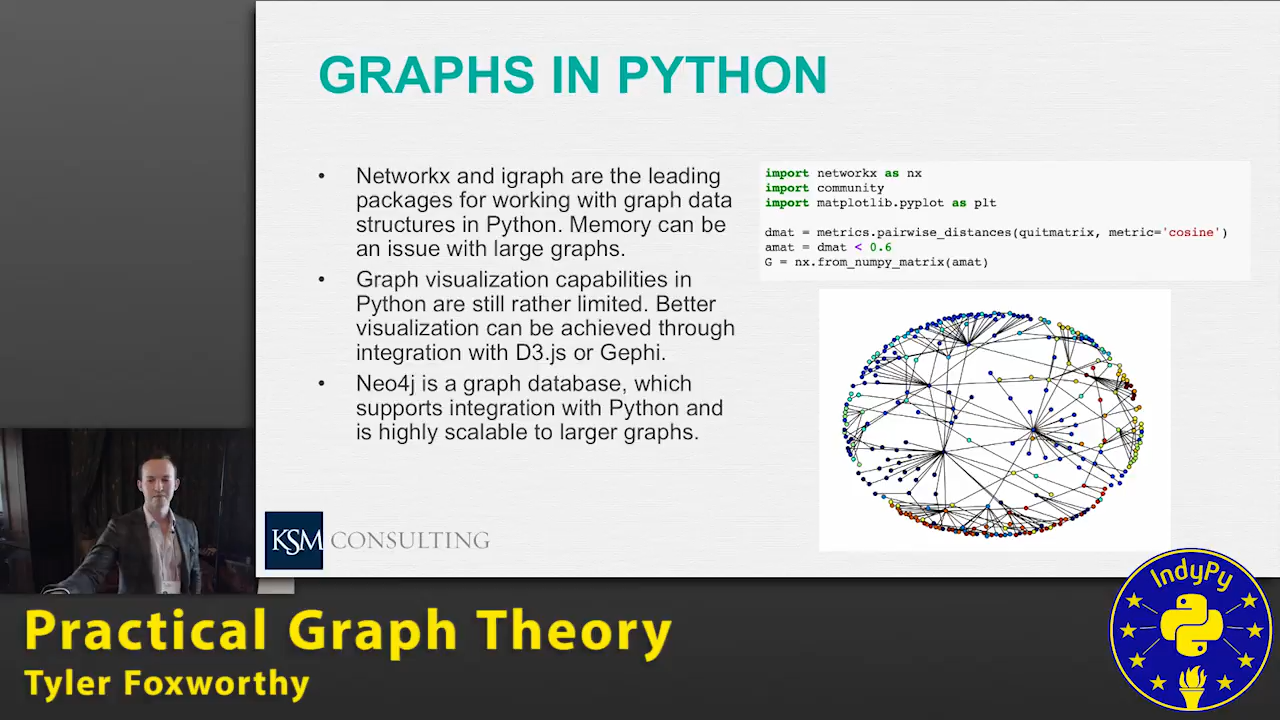 GRAPHS IN PYTHON
• Networkx and igraph are the leading
packages for working with graph data
structures in Python. Memory can be
an issue with large graphs.
• Graph visualization capabilities in
Python are still rather limited. Better
visualization can be achieved through
integration with D3.js or Gephi.
• Neo4j is a graph database, which
supports integration with Python and
is highly scalable to larger graphs.
import networkx as nx
import community
import matplotlib.pyplot as plt
dmat = metrics.pairwise_distances(quitmatrix, metric='cosine')
amat = dmat < 0.6
G = nx.from_numpy_matrix(amat)
KSM CONSULTING
IndyPy
Practical Graph Theory
Tyler Foxworthy